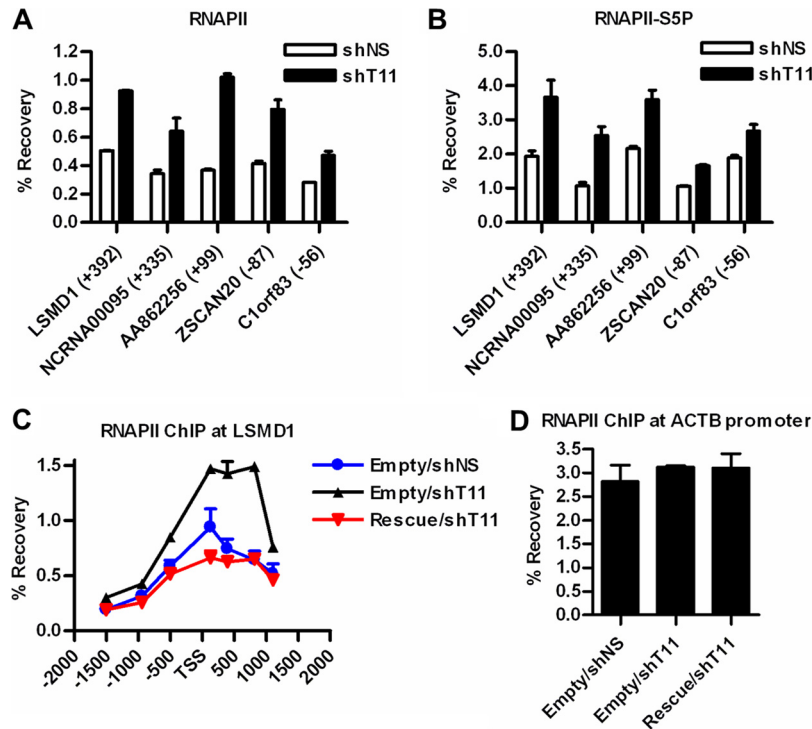 A
RNAPII
shNS
shT11
% Recovery
1.2
1.0
0.8
0.6
0.4
0.2
0.0
LSMD1 (+392)
NCRNA00095 (+335)
AA862256 (+99)
ZSCAN20 (-87)
C1orf83 (-56)
B
RNAPII-S5P
shNS
shT11
% Recovery
5.0
4.0
3.0
2.0
1.0
0.0
LSMD1 (+392)
NCRNA00095 (+335)
AA862256 (+99)
ZSCAN20 (-87)
C1orf83 (-56)
C
RNAPII ChIP at LSMD1
Empty/shNS
Empty/shT11
Rescue/shT11
% Recovery
1.5
1.0
0.5
0.0
-2000
-1500
-1000
-500
TSS
500
1000
1500
2000
D
RNAPII ChIP at ACTB promoter
% Recovery
3.5
3.0
2.5
2.0
1.5
1.0
0.5
0.0
Empty/shNS
Empty/shT11
Rescue/shT11